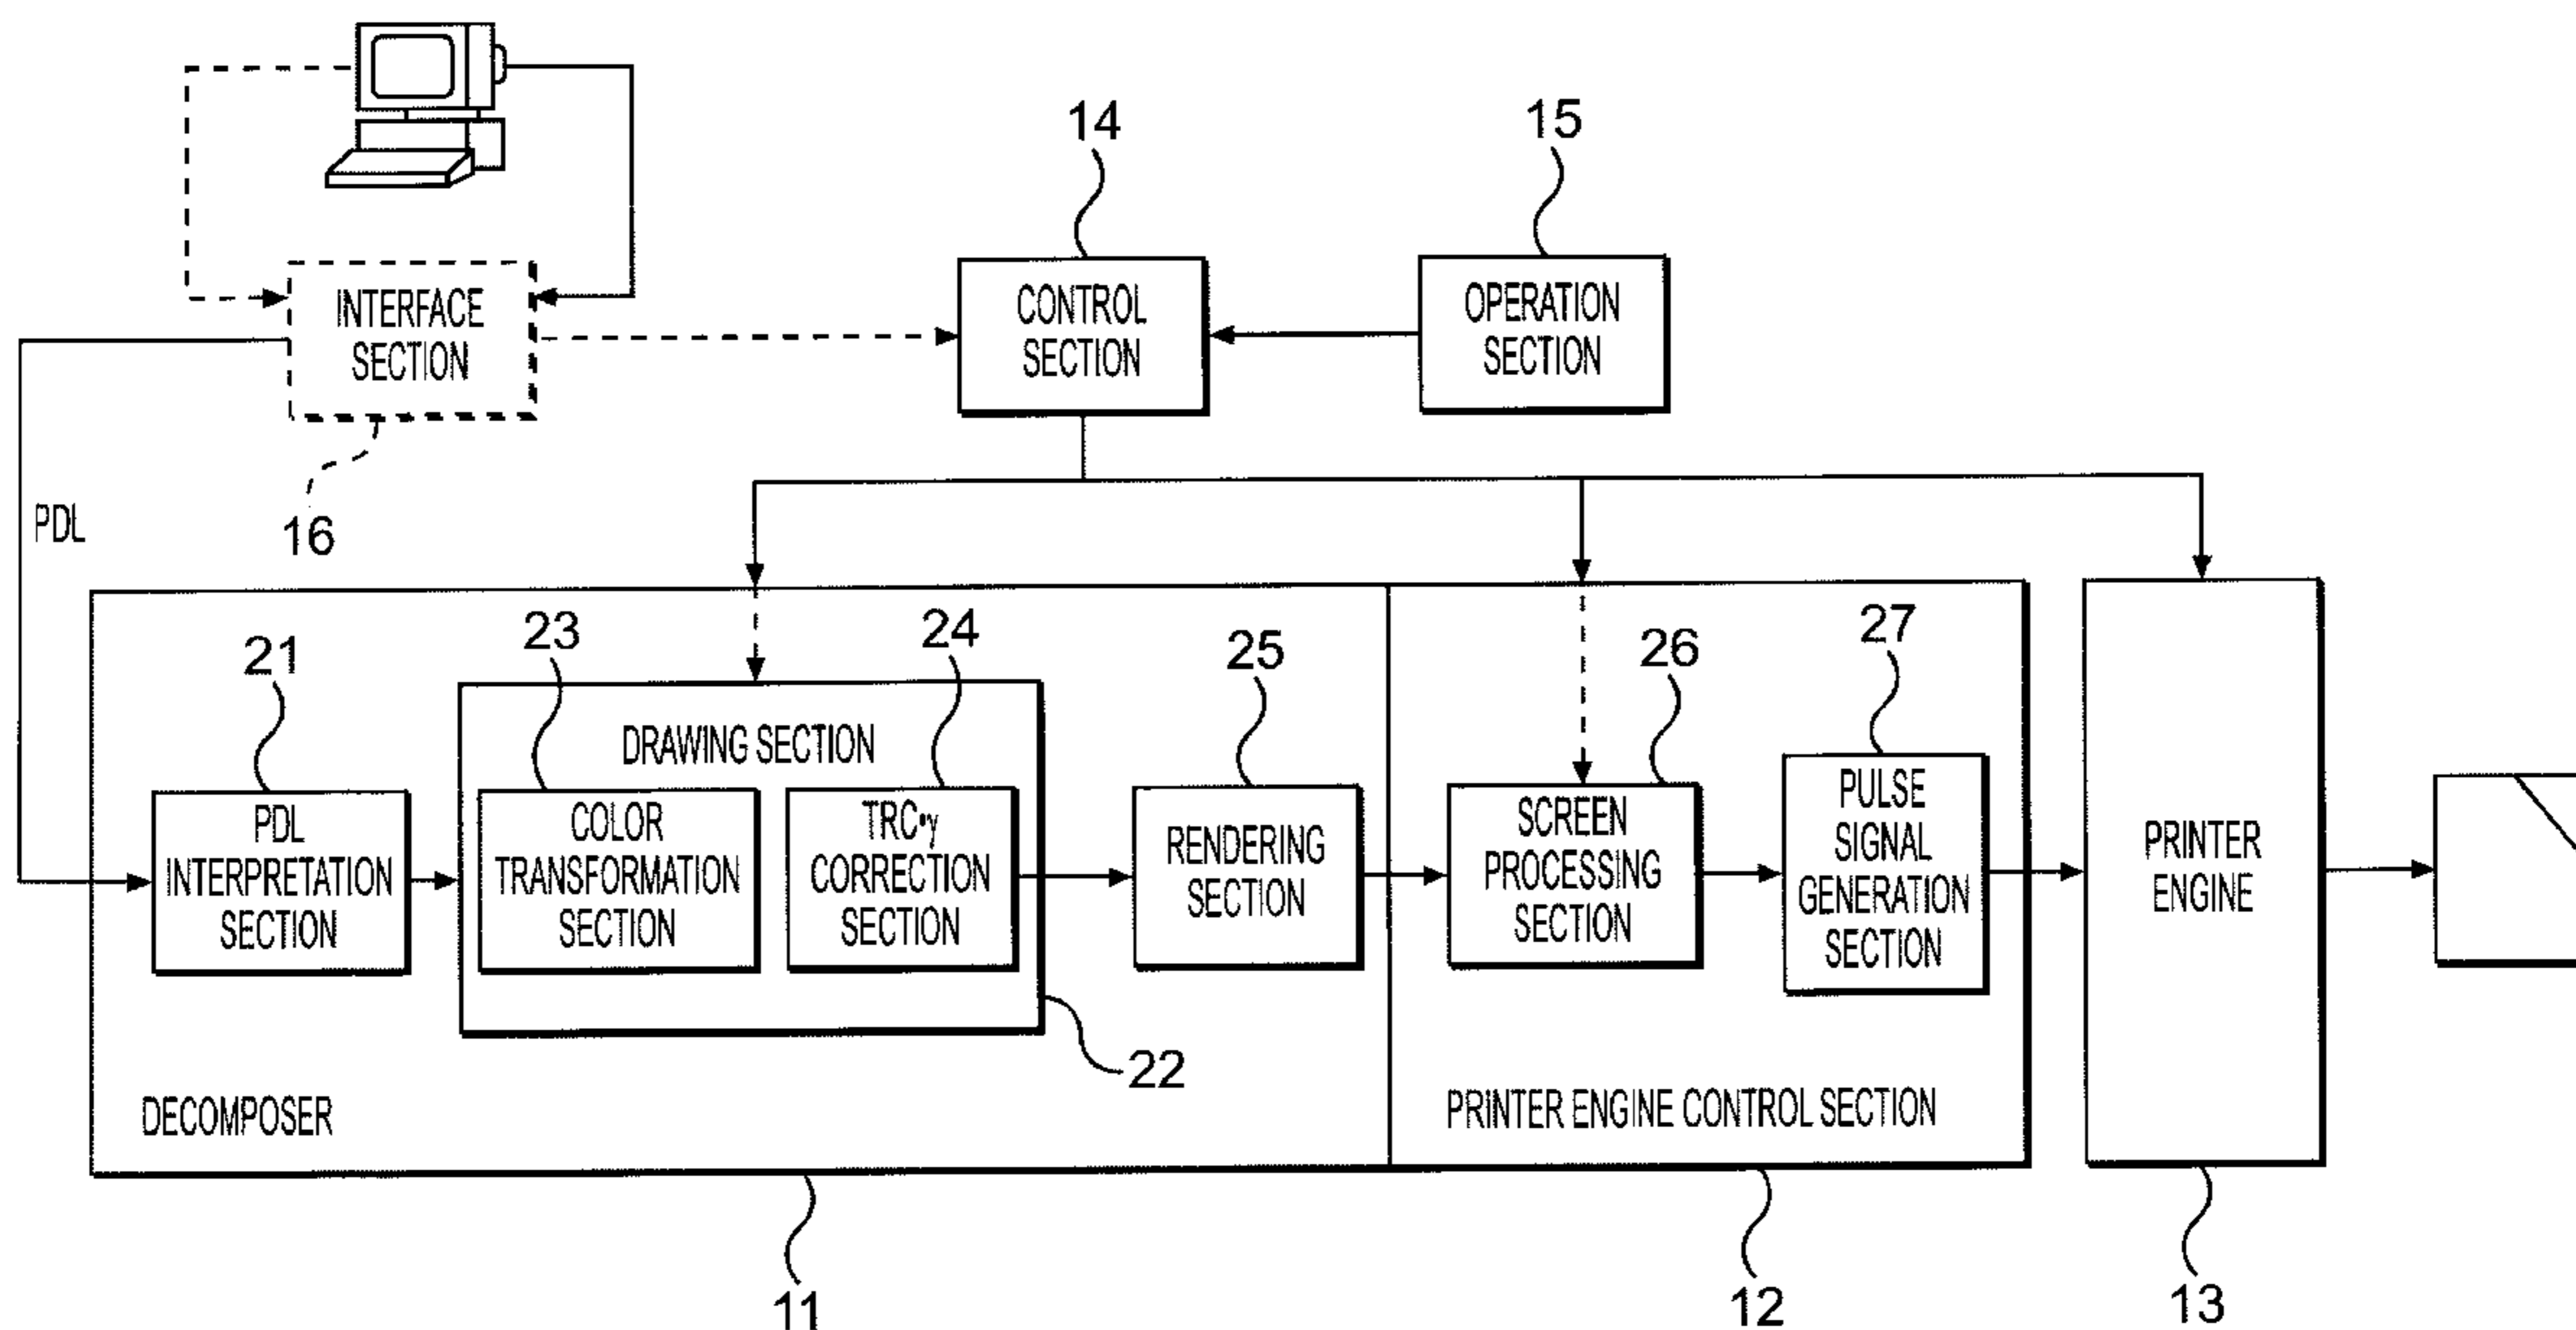 14
15
INTERFACE
SECTION
CONTROL
SECTION
OPERATION
SECTION
PDL
16
21
23
24
25
26
27
DRAWING SECTION
PDL
INTERPRETATION
SECTION
COLOR
TRANSFORMATION
SECTION
TRC•γ
CORRECTION
SECTION
RENDERING
SECTION
SCREEN
PROCESSING
SECTION
PULSE
SIGNAL
GENERATION
SECTION
PRINTER
ENGINE
22
DECOMPOSER
PRINTER ENGINE CONTROL SECTION
11
12
13